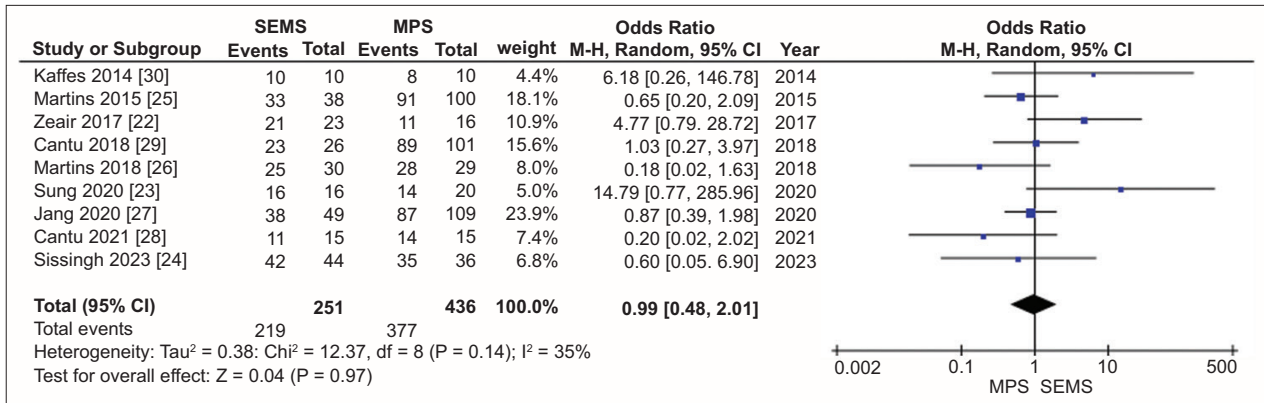 SEMS MPS Odds Ratio Odds Ratio
Study or Subgroup Events Total Events Total weight M-H, Random, 95% CI Year M-H, Random, 95% CI
Kaffes 2014 [30] 10 10 8 10 4.4% 6.18 [0.26, 146.78] 2014
Martins 2015 [25] 33 38 91 100 18.1% 0.65 [0.20, 2.09] 2015
Zeair 2017 [22] 21 23 11 16 10.9% 4.77 [0.79. 28.72] 2017
Cantu 2018 [29] 23 26 89 101 15.6% 1.03 [0.27, 3.97] 2018
Martins 2018 [26] 25 30 28 29 8.0% 0.18 [0.02, 1.63] 2018
Sung 2020 [23] 16 16 14 20 5.0% 14.79 [0.77, 285.96] 2020
Jang 2020 [27] 38 49 87 109 23.9% 0.87 [0.39, 1.98] 2020
Cantu 2021 [28] 11 15 14 15 7.4% 0.20 [0.02, 2.02] 2021
Sissingh 2023 [24] 42 44 35 36 6.8% 0.60 [0.05. 6.90] 2023
Total (95% CI) 251 436 100.0% 0.99 [0.48, 2.01]
Total events 219 377
Heterogeneity: Tau² = 0.38: Chi² = 12.37, df = 8 (P = 0.14); I² = 35%
Test for overall effect: Z = 0.04 (P = 0.97)
0.002 0.1 1 10 500
MPS SEMS